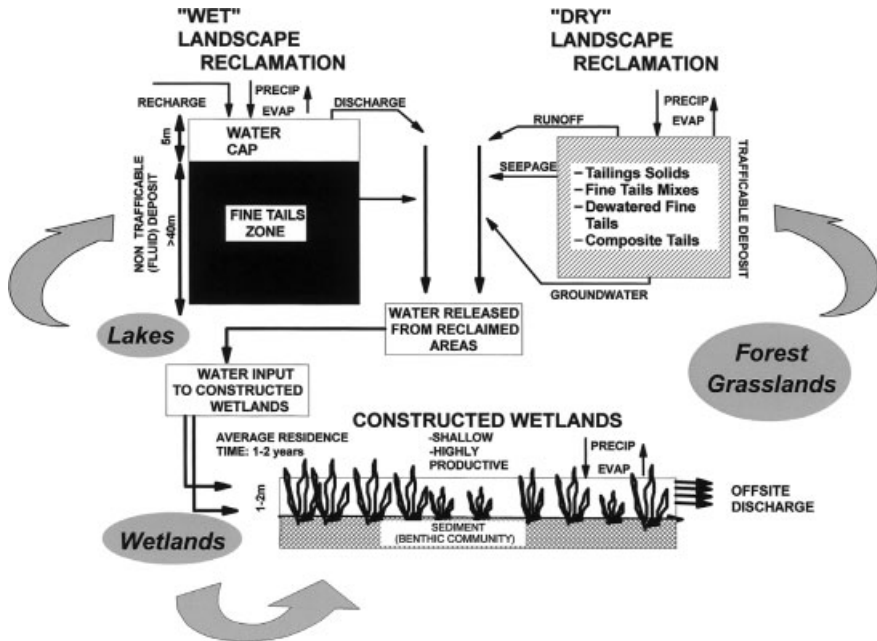 "WET"
LANDSCAPE
RECLAMATION
RECHARGE
PRECIP
EVAP
DISCHARGE
5m
WATER
CAP
NON TRAFFICABLE
(FLUID) DEPOSIT
>40m
FINE TAILS
ZONE
Lakes
"DRY"
LANDSCAPE
RECLAMATION
PRECIP
EVAP
RUNOFF
SEEPAGE
– Tailings Solids
– Fine Tails Mixes
– Dewatered Fine
Tails
– Composite Tails
TRAFFICABLE DEPOSIT
GROUNDWATER
WATER RELEASED
FROM RECLAIMED
AREAS
Forest
Grasslands
WATER INPUT
TO CONSTRUCTED
WETLANDS
CONSTRUCTED WETLANDS
AVERAGE RESIDENCE
TIME: 1-2 years
-SHALLOW
-HIGHLY
PRODUCTIVE
PRECIP
EVAP
1-2m
OFFSITE
DISCHARGE
Wetlands
SEDIMENT
(BENTHIC COMMUNITY)